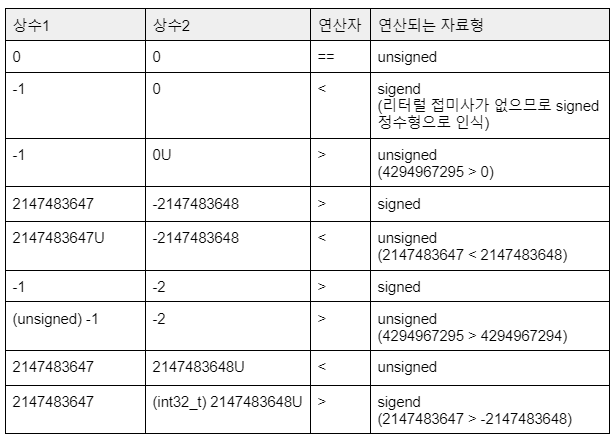 상수1 상수2 연산자 연산되는 자료형
0 0 == unsigned
-1 0 < sigend
(리터럴 접미사가 없으므로 signed
정수형으로 인식)
-1 0U > unsigned
(4294967295 > 0)
2147483647 -2147483648 > signed
2147483647U -2147483648 < unsigned
(2147483647 < 2147483648)
-1 -2 > signed
(unsigned) -1 -2 > unsigned
(4294967295 > 4294967294)
2147483647 2147483648U < unsigned
2147483647 (int32_t) 2147483648U > sigend
(2147483647 > -2147483648)